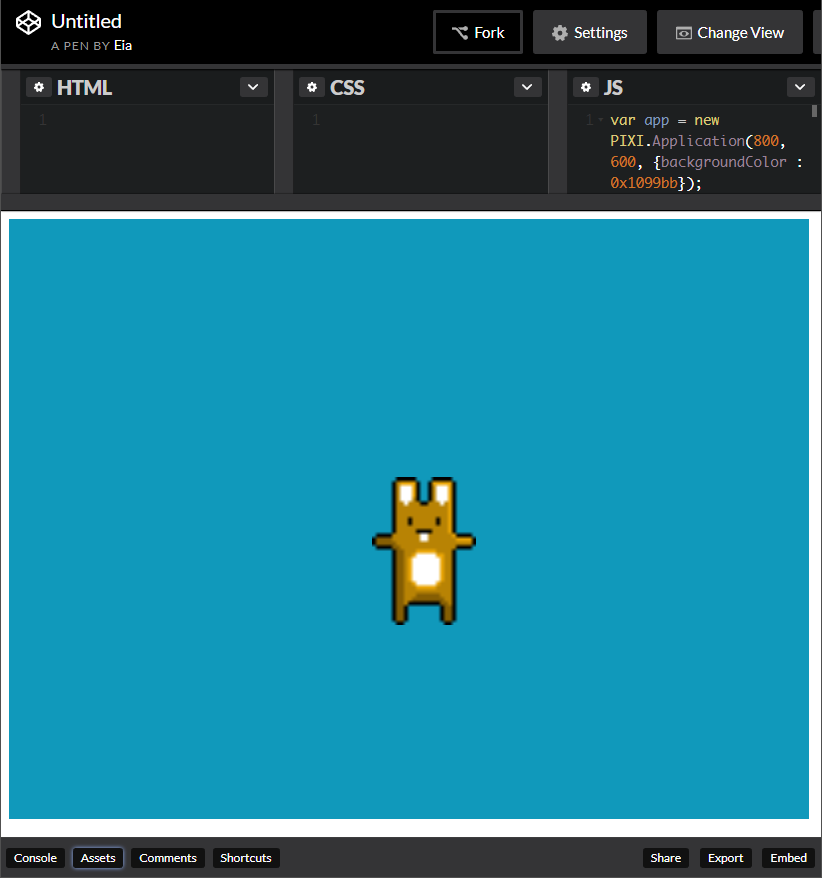 Untitled
A PEN BY Eia
Fork
Settings
Change View
HTML
CSS
JS
1
1
1
var app = new
PIXI.Application(800,
600, {backgroundColor :
0x1099bb});
Console
Assets
Comments
Shortcuts
Share
Export
Embed